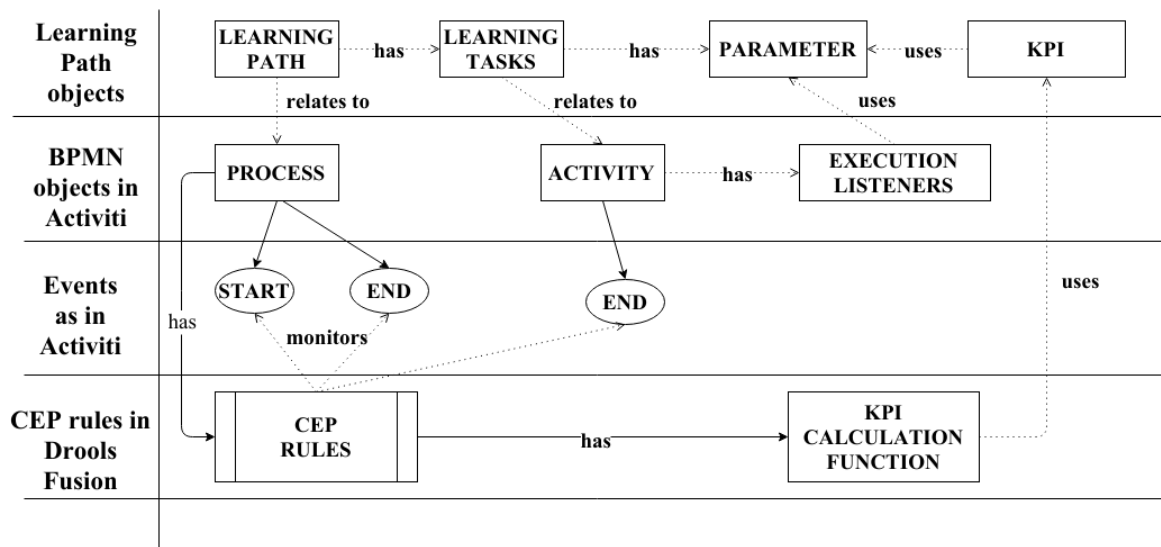 Learning
Path
objects
LEARNING
PATH
has
LEARNING
TASKS
has
PARAMETER
uses
KPI
relates to
relates to
uses
BPMN
objects in
Activiti
PROCESS
ACTIVITY
has
EXECUTION
LISTENERS
Events
as in
Activiti
has
START
END
END
monitors
uses
CEP rules in
Drools
Fusion
CEP
RULES
has
KPI
CALCULATION
FUNCTION